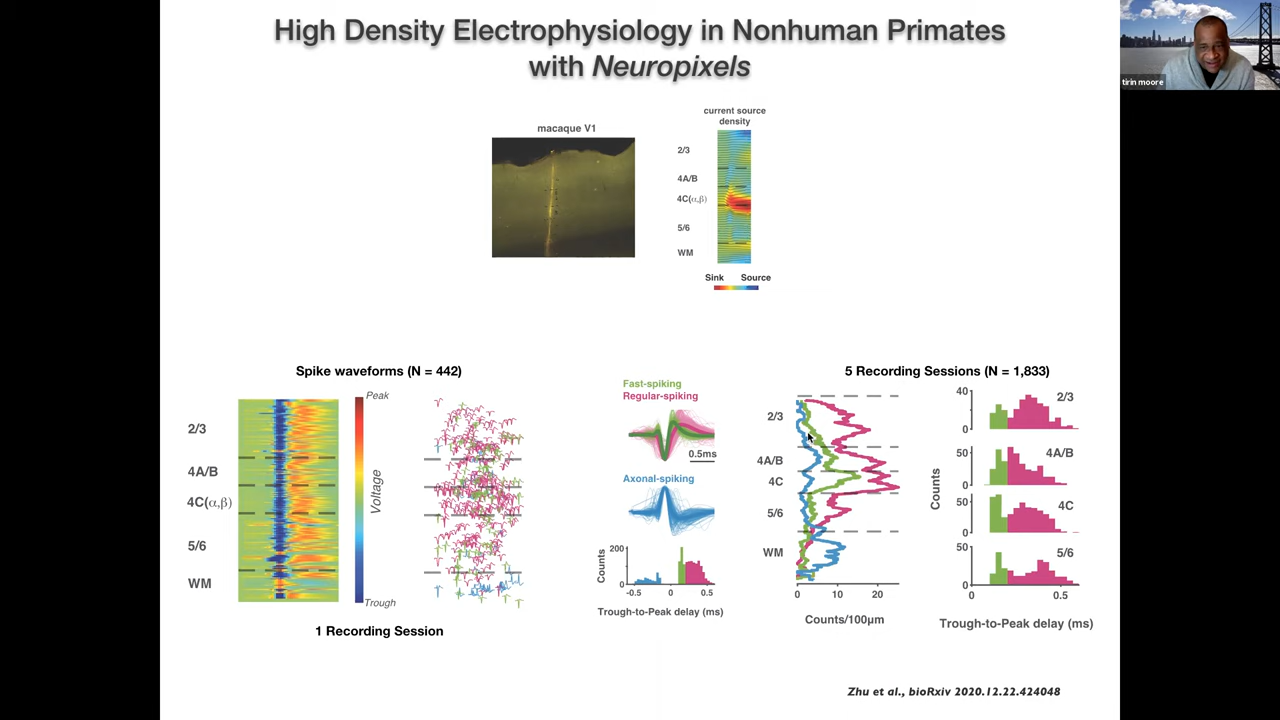 High Density Electrophysiology in Nonhuman Primates
with Neuropixels
tirin moore
macaque V1
current source
density
2/3
4A/B
4C(α,β)
5/6
WM
Sink Source
Spike waveforms (N = 442)
2/3
4A/B
4C(α,β)
5/6
WM
Peak
Voltage
Trough
1 Recording Session
Fast-spiking
Regular-spiking
0.5ms
Axonal-spiking
Counts
200
0
-0.5 0 0.5
Trough-to-Peak delay (ms)
5 Recording Sessions (N = 1,833)
2/3
4A/B
4C
5/6
WM
0 10 20
Counts/100μm
Counts
40
0
2/3
50
0
4A/B
50
0
4C
50
0
5/6
0 0.5
Trough-to-Peak delay (ms)
Zhu et al., bioRxiv 2020.12.22.424048